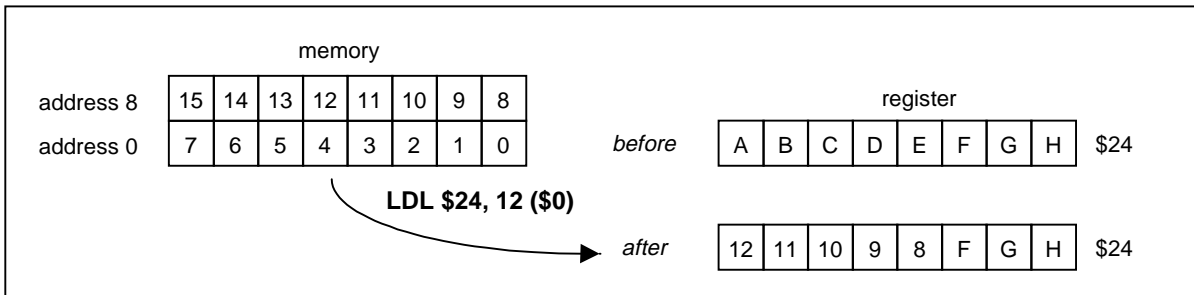 memory
address 8 15 14 13 12 11 10 9 8
address 0 7 6 5 4 3 2 1 0
LDL $24, 12 ($0)
register
before A B C D E F G H $24
after 12 11 10 9 8 F G H $24